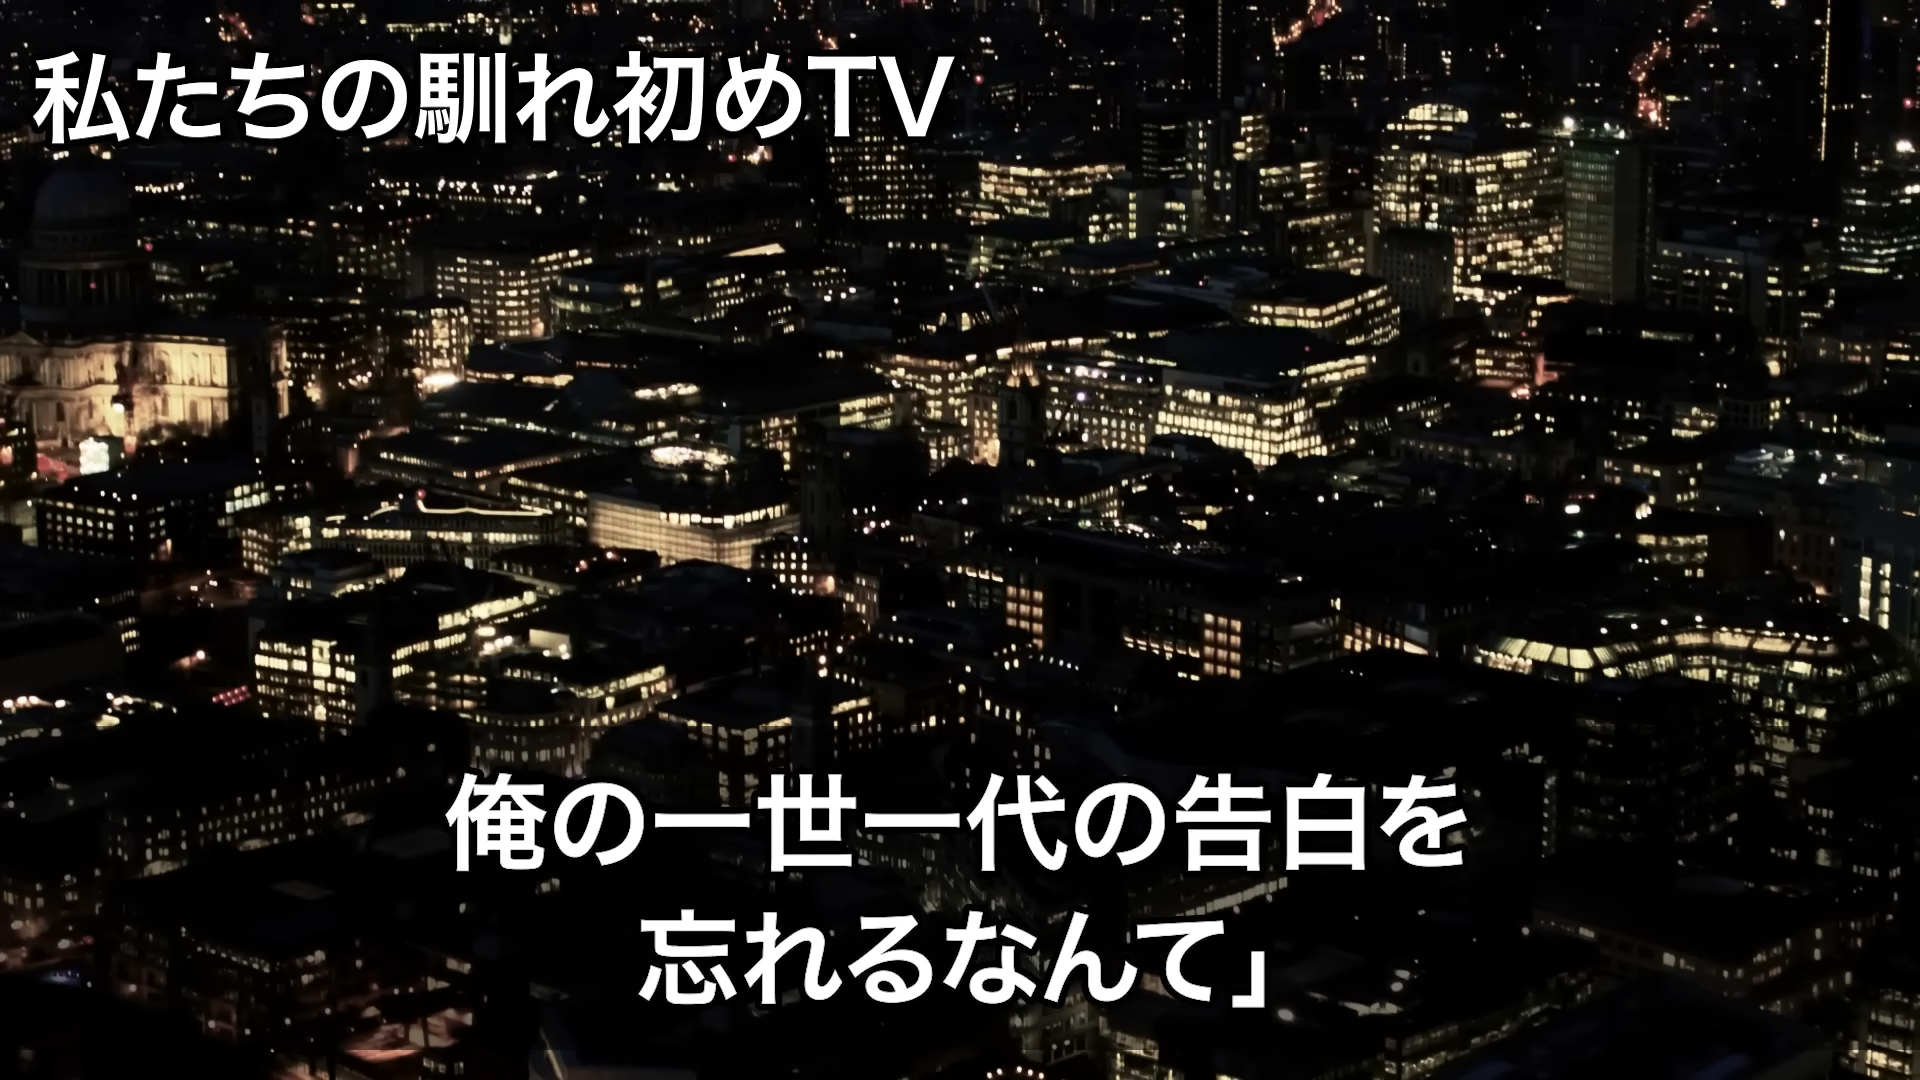 私たちの馴れ初めTV
俺の一世一代の告白を
忘れるなんて」